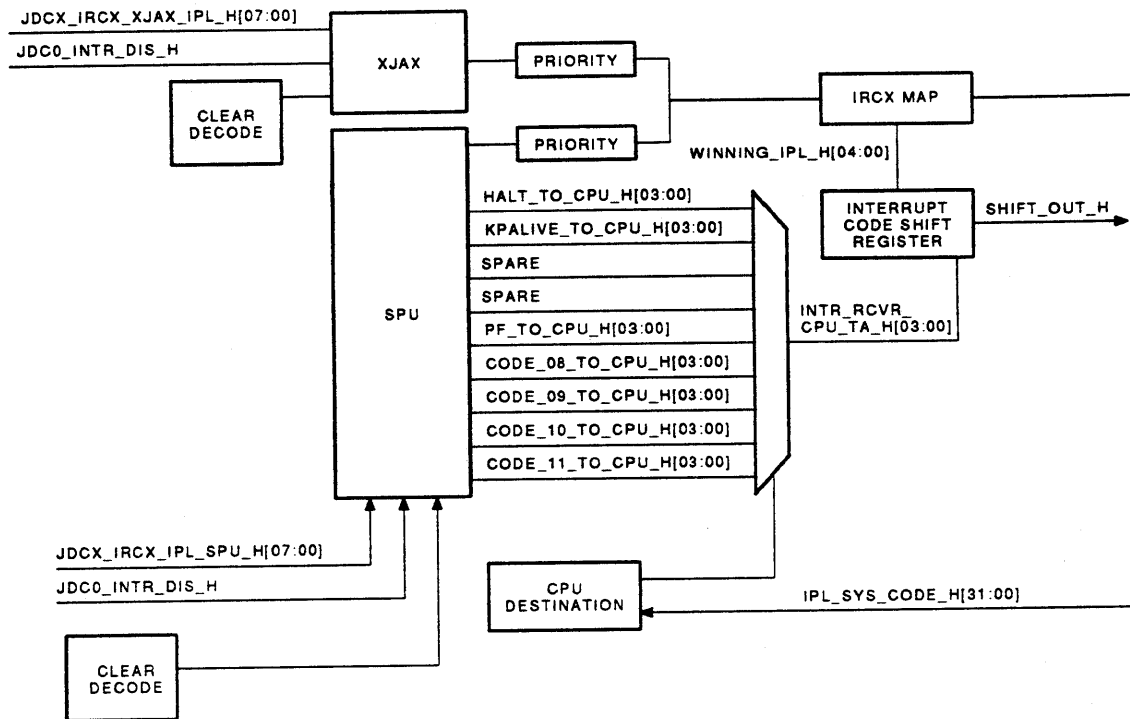 JDCX_IRCX_XJAX_IPL_H[07:00]
JDC0_INTR_DIS_H
XJAX
PRIORITY
CLEAR
DECODE
IRCX MAP
PRIORITY
WINNING_IPL_H[04:00]
HALT_TO_CPU_H[03:00]
KPALIVE_TO_CPU_H[03:00]
INTERRUPT
CODE SHIFT
REGISTER
SHIFT_OUT_H
SPARE
SPARE
SPU
PF_TO_CPU_H[03:00]
INTR_RCVR_
CPU_TA_H[03:00]
CODE_08_TO_CPU_H[03:00]
CODE_09_TO_CPU_H[03:00]
CODE_10_TO_CPU_H[03:00]
CODE_11_TO_CPU_H[03:00]
JDCX_IRCX_IPL_SPU_H[07:00]
JDC0_INTR_DIS_H
CPU
DESTINATION
IPL_SYS_CODE_H[31:00]
CLEAR
DECODE